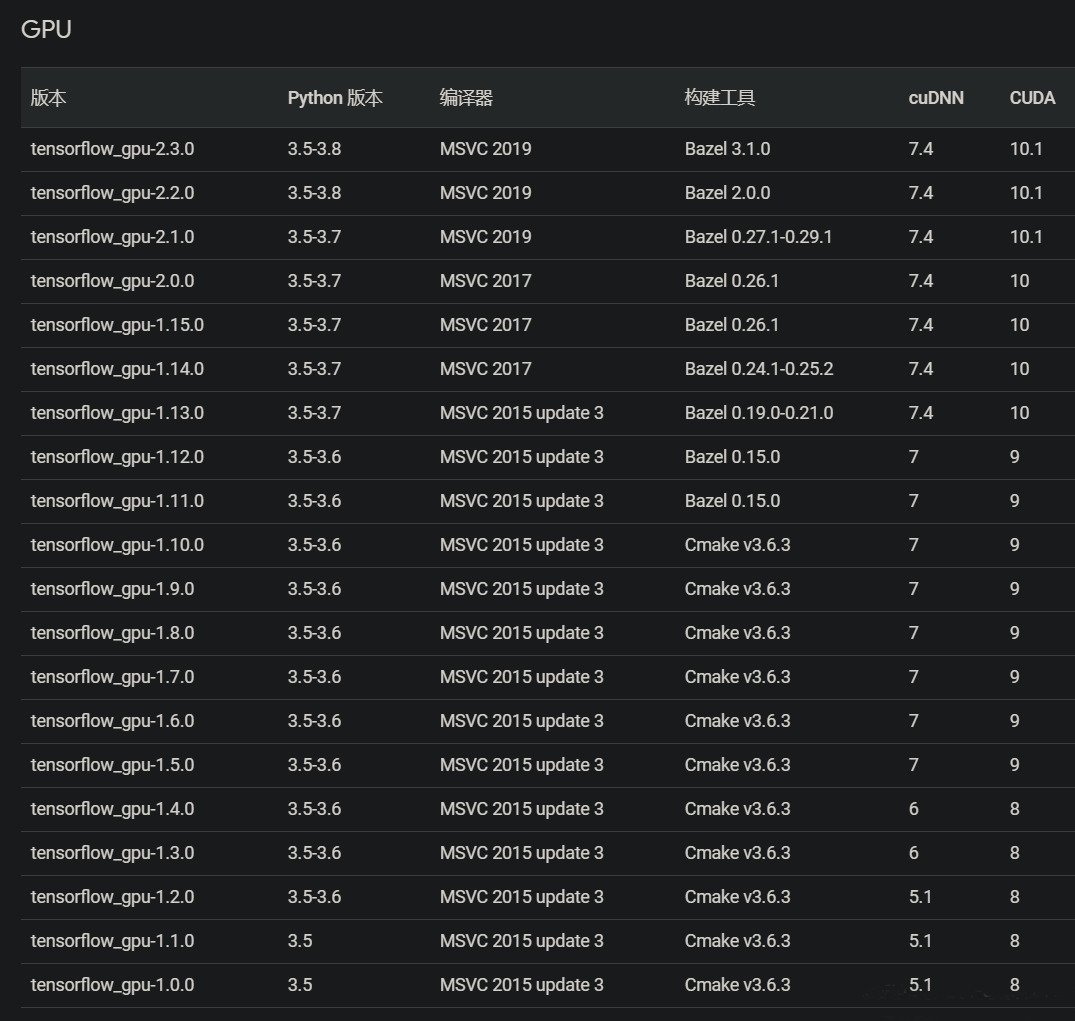 GPU
版本 Python 版本 编译器 构建工具 cuDNN CUDA
tensorflow_gpu-2.3.0 3.5-3.8 MSVC 2019 Bazel 3.1.0 7.4 10.1
tensorflow_gpu-2.2.0 3.5-3.8 MSVC 2019 Bazel 2.0.0 7.4 10.1
tensorflow_gpu-2.1.0 3.5-3.7 MSVC 2019 Bazel 0.27.1-0.29.1 7.4 10.1
tensorflow_gpu-2.0.0 3.5-3.7 MSVC 2017 Bazel 0.26.1 7.4 10
tensorflow_gpu-1.15.0 3.5-3.7 MSVC 2017 Bazel 0.26.1 7.4 10
tensorflow_gpu-1.14.0 3.5-3.7 MSVC 2017 Bazel 0.24.1-0.25.2 7.4 10
tensorflow_gpu-1.13.0 3.5-3.7 MSVC 2015 update 3 Bazel 0.19.0-0.21.0 7.4 10
tensorflow_gpu-1.12.0 3.5-3.6 MSVC 2015 update 3 Bazel 0.15.0 7 9
tensorflow_gpu-1.11.0 3.5-3.6 MSVC 2015 update 3 Bazel 0.15.0 7 9
tensorflow_gpu-1.10.0 3.5-3.6 MSVC 2015 update 3 Cmake v3.6.3 7 9
tensorflow_gpu-1.9.0 3.5-3.6 MSVC 2015 update 3 Cmake v3.6.3 7 9
tensorflow_gpu-1.8.0 3.5-3.6 MSVC 2015 update 3 Cmake v3.6.3 7 9
tensorflow_gpu-1.7.0 3.5-3.6 MSVC 2015 update 3 Cmake v3.6.3 7 9
tensorflow_gpu-1.6.0 3.5-3.6 MSVC 2015 update 3 Cmake v3.6.3 7 9
tensorflow_gpu-1.5.0 3.5-3.6 MSVC 2015 update 3 Cmake v3.6.3 7 9
tensorflow_gpu-1.4.0 3.5-3.6 MSVC 2015 update 3 Cmake v3.6.3 6 8
tensorflow_gpu-1.3.0 3.5-3.6 MSVC 2015 update 3 Cmake v3.6.3 6 8
tensorflow_gpu-1.2.0 3.5-3.6 MSVC 2015 update 3 Cmake v3.6.3 5.1 8
tensorflow_gpu-1.1.0 3.5 MSVC 2015 update 3 Cmake v3.6.3 5.1 8
tensorflow_gpu-1.0.0 3.5 MSVC 2015 update 3 Cmake v3.6.3 5.1 8